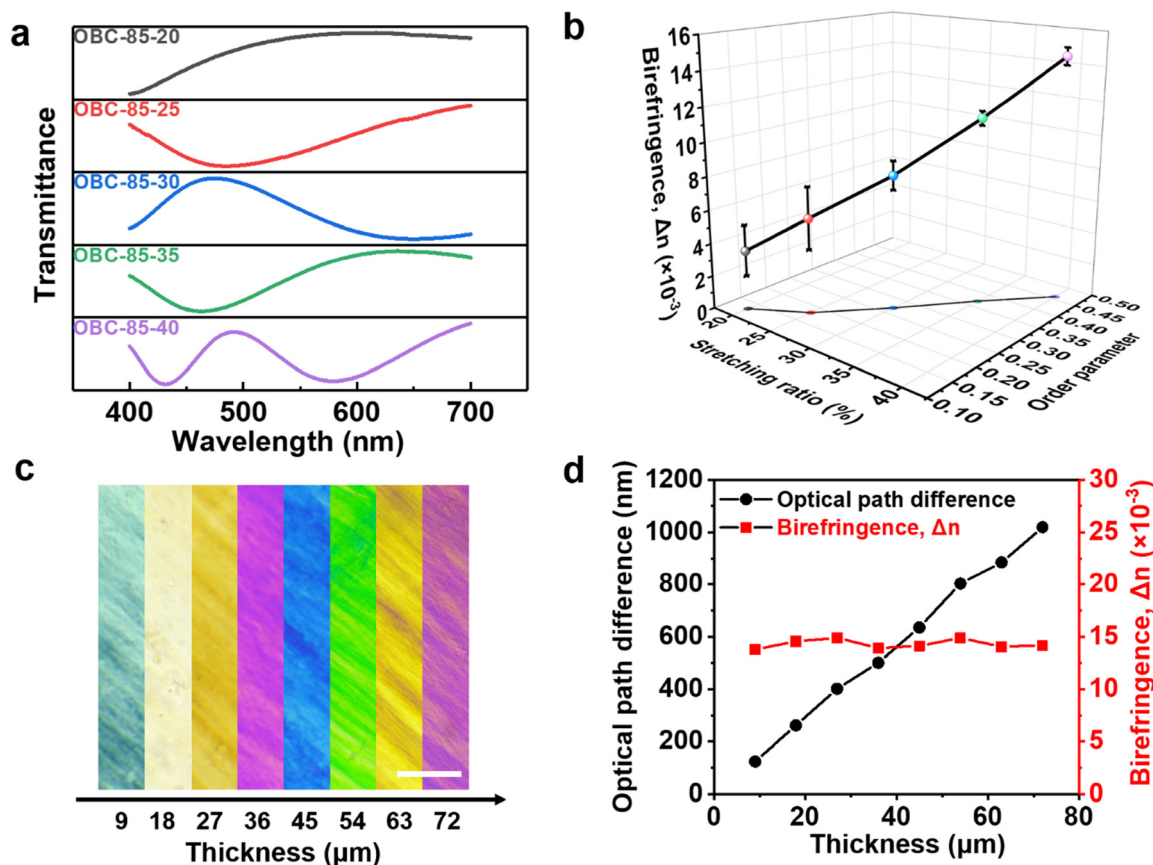 a
OBC-85-20
OBC-85-25
OBC-85-30
OBC-85-35
OBC-85-40
Transmittance
400 500 600 700
Wavelength (nm)
b
Birefringence, Δn (×10⁻³)
16
14
12
10
8
6
4
2
0
20 25 30 35 40
Stretching ratio (%)
0.10 0.15 0.20 0.25 0.30 0.35 0.40 0.45 0.50
Order parameter
c
9 18 27 36 45 54 63 72
Thickness (μm)
d
Optical path difference (nm)
1200
1000
800
600
400
200
0
Optical path difference
Birefringence, Δn
0 20 40 60 80
Thickness (μm)
30
25
20
15
10
5
0
Birefringence, Δn (×10⁻³)